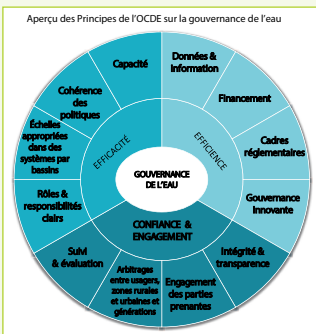 Aperçu des Principes de l'OCDE sur la gouvernance de l'eau
Capacité
Données &
Information
Cohérence
des
politiques
Financement
Échelles
appropriées
dans des
systèmes par
bassins
Cadres
réglementaires
EFFICACITÉ
EFFICIENCE
GOUVERNANCE
DE L'EAU
Rôles &
responsibilités
clairs
Gouvernance
Innovante
CONFIANCE &
ENGAGEMENT
Suivi
& évaluation
Intégrité &
transparence
Arbitrages
entre usagers,
zones rurales
et urbaines et
générations
Engagement
des parties
prenantes